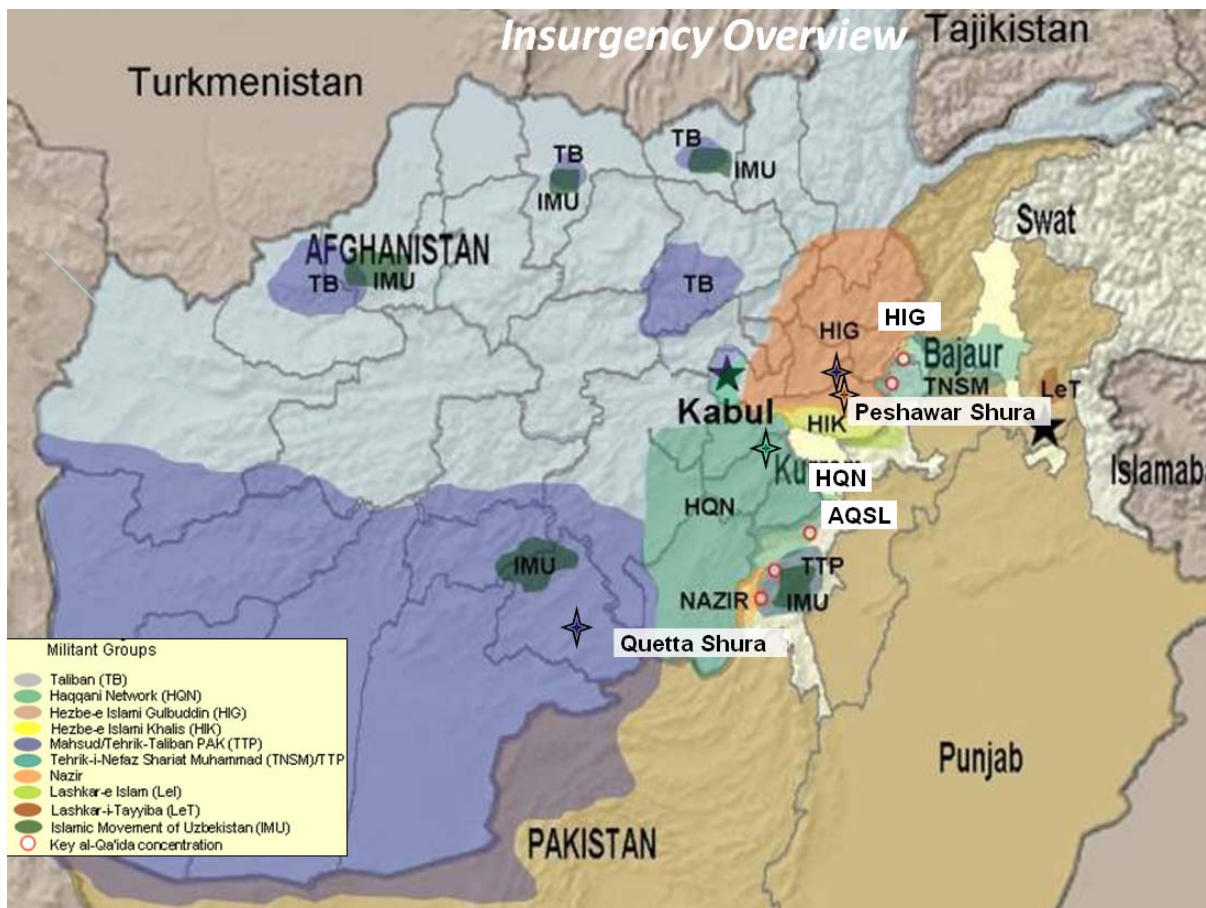 Insurgency Overview
Tajikistan
Turkmenistan
TB
TB
IMU
IMU
Swat
AFGHANISTAN
TB
IMU
TB
HIG
HIG
Bajaur
TNSM
LeT
Kabul
Peshawar Shura
HIK
Islamaba
HQN
HQN
AQSL
IMU
TTP
NAZIR
IMU
Quetta Shura
Punjab
PAKISTAN
Militant Groups
Taliban (TB)
Haqqani Network (HQN)
Hezbe-e Islami Gulbuddin (HIG)
Hezbe-e Islami Khalis (HIK)
Mahsud/Tehrik-Taliban PAK (TTP)
Tehrik-i-Nefaz Shariat Muhammad (TNSM)/TTP
Nazir
Lashkar-e Islam (LeI)
Lashkar-i-Tayyiba (LeT)
Islamic Movement of Uzbekistan (IMU)
Key al-Qa'ida concentration